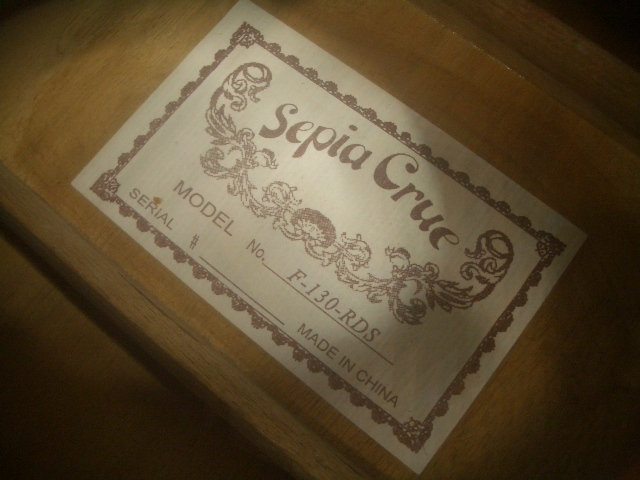 Sepia Crue
MODEL No. F-130-RDS
SERIAL #
MADE IN CHINA